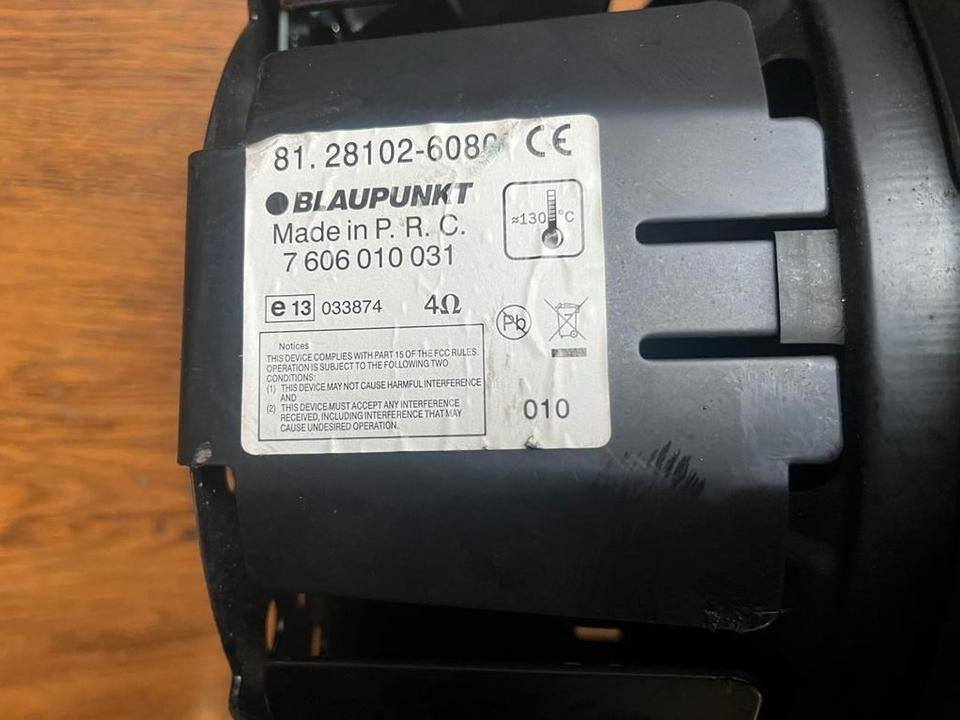 81. 28102-6080 CE
BLAUPUNKT
Made in P. R. C.
≈130 °C
7 606 010 031
e 13 033874 4Ω
Pb
Notices
THIS DEVICE COMPLIES WITH PART 15 OF THE FCC RULES.
OPERATION IS SUBJECT TO THE FOLLOWING TWO
CONDITIONS:
(1) THIS DEVICE MAY NOT CAUSE HARMFUL INTERFERENCE
AND
(2) THIS DEVICE MUST ACCEPT ANY INTERFERENCE
RECEIVED, INCLUDING INTERFERENCE THAT MAY
CAUSE UNDESIRED OPERATION.
010